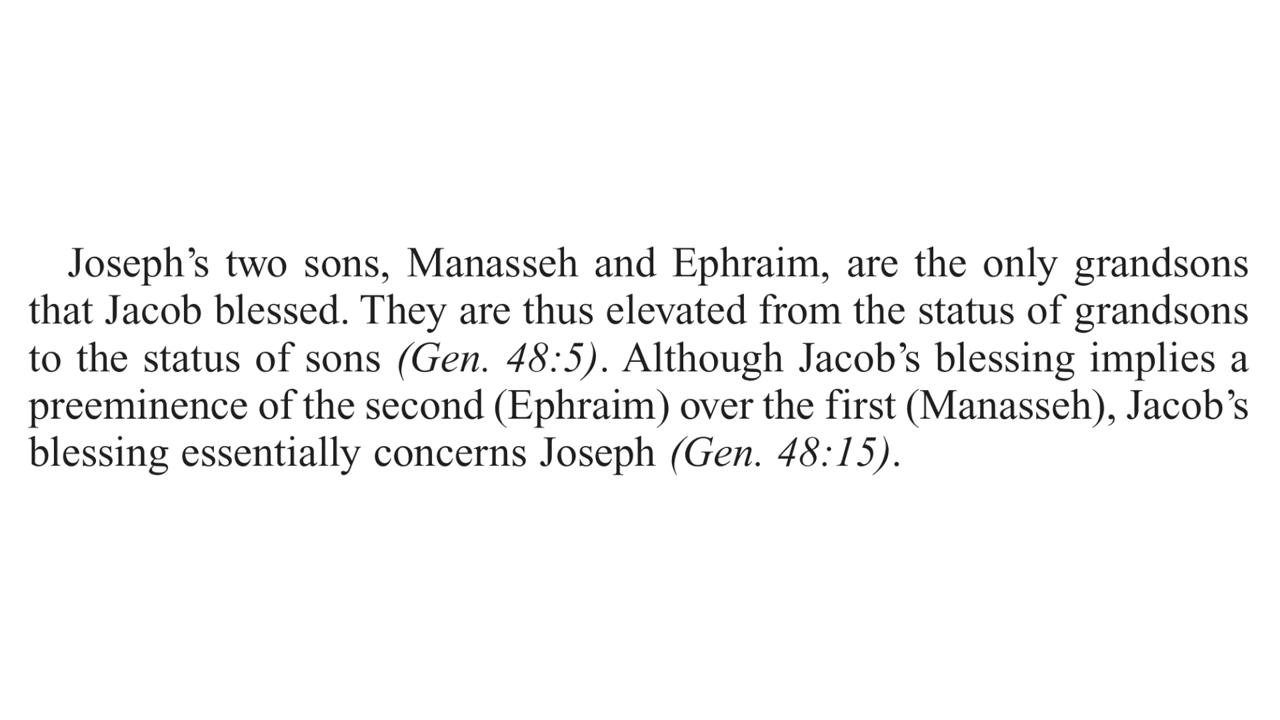 Joseph’s two sons, Manasseh and Ephraim, are the only grandsons
that Jacob blessed. They are thus elevated from the status of grandsons
to the status of sons (Gen. 48:5). Although Jacob’s blessing implies a
preeminence of the second (Ephraim) over the first (Manasseh), Jacob’s
blessing essentially concerns Joseph (Gen. 48:15).